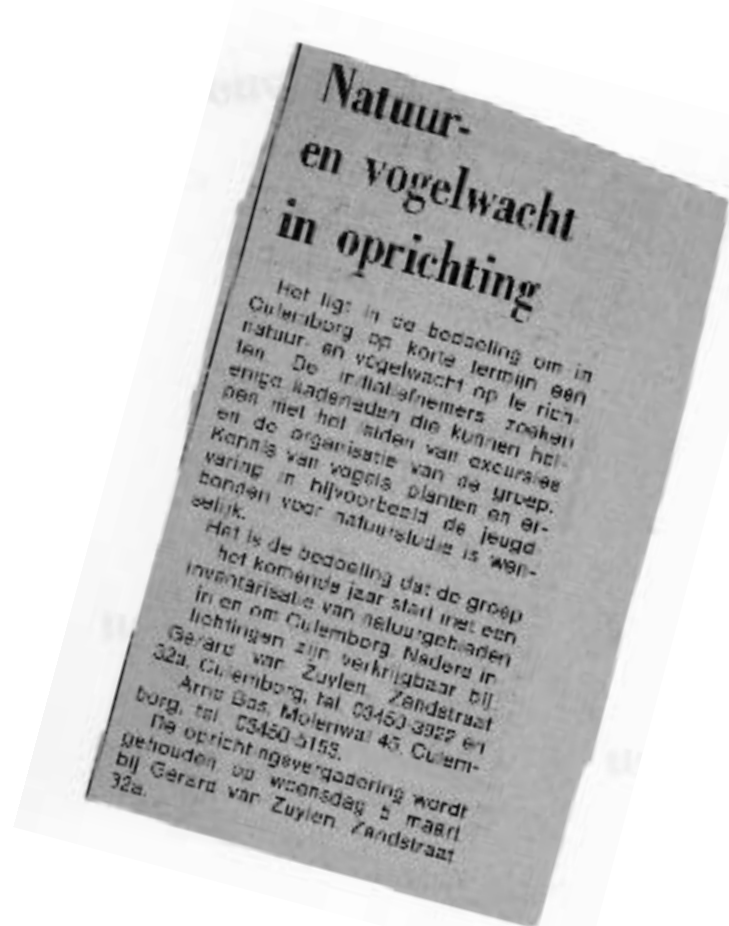 Natuur-
en vogelwacht
in oprichting
Het ligt in de bedoeling om in
Culemborg op korte termijn een
natuur- en vogelwacht op te rich-
ten. De initiatiefnemers zoeken
enige kaderleden die kunnen hel-
pen met het leiden van excursies
en de organisatie van de groep.
Kennis van vogels planten en er-
varing in bijvoorbeeld de jeugd
bonden voor natuurstudie is wen-
selijk.
Het is de bedoeling dat de groep
het komende jaar start met een
inventarisatie van natuurgebieden
in en om Culemborg. Nadere in
lichtingen zijn verkrijgbaar bij
Gerard van Zuylen, Zandstraat
32a, Culemborg, tel. 03450-3922 en
Arno Bas, Molenwal 45, Culem-
borg, tel. 03450-5155.
De oprichtingsvergadering wordt
gehouden op woensdag 5 maart
bij Gerard van Zuylen, Zandstraat
32a.